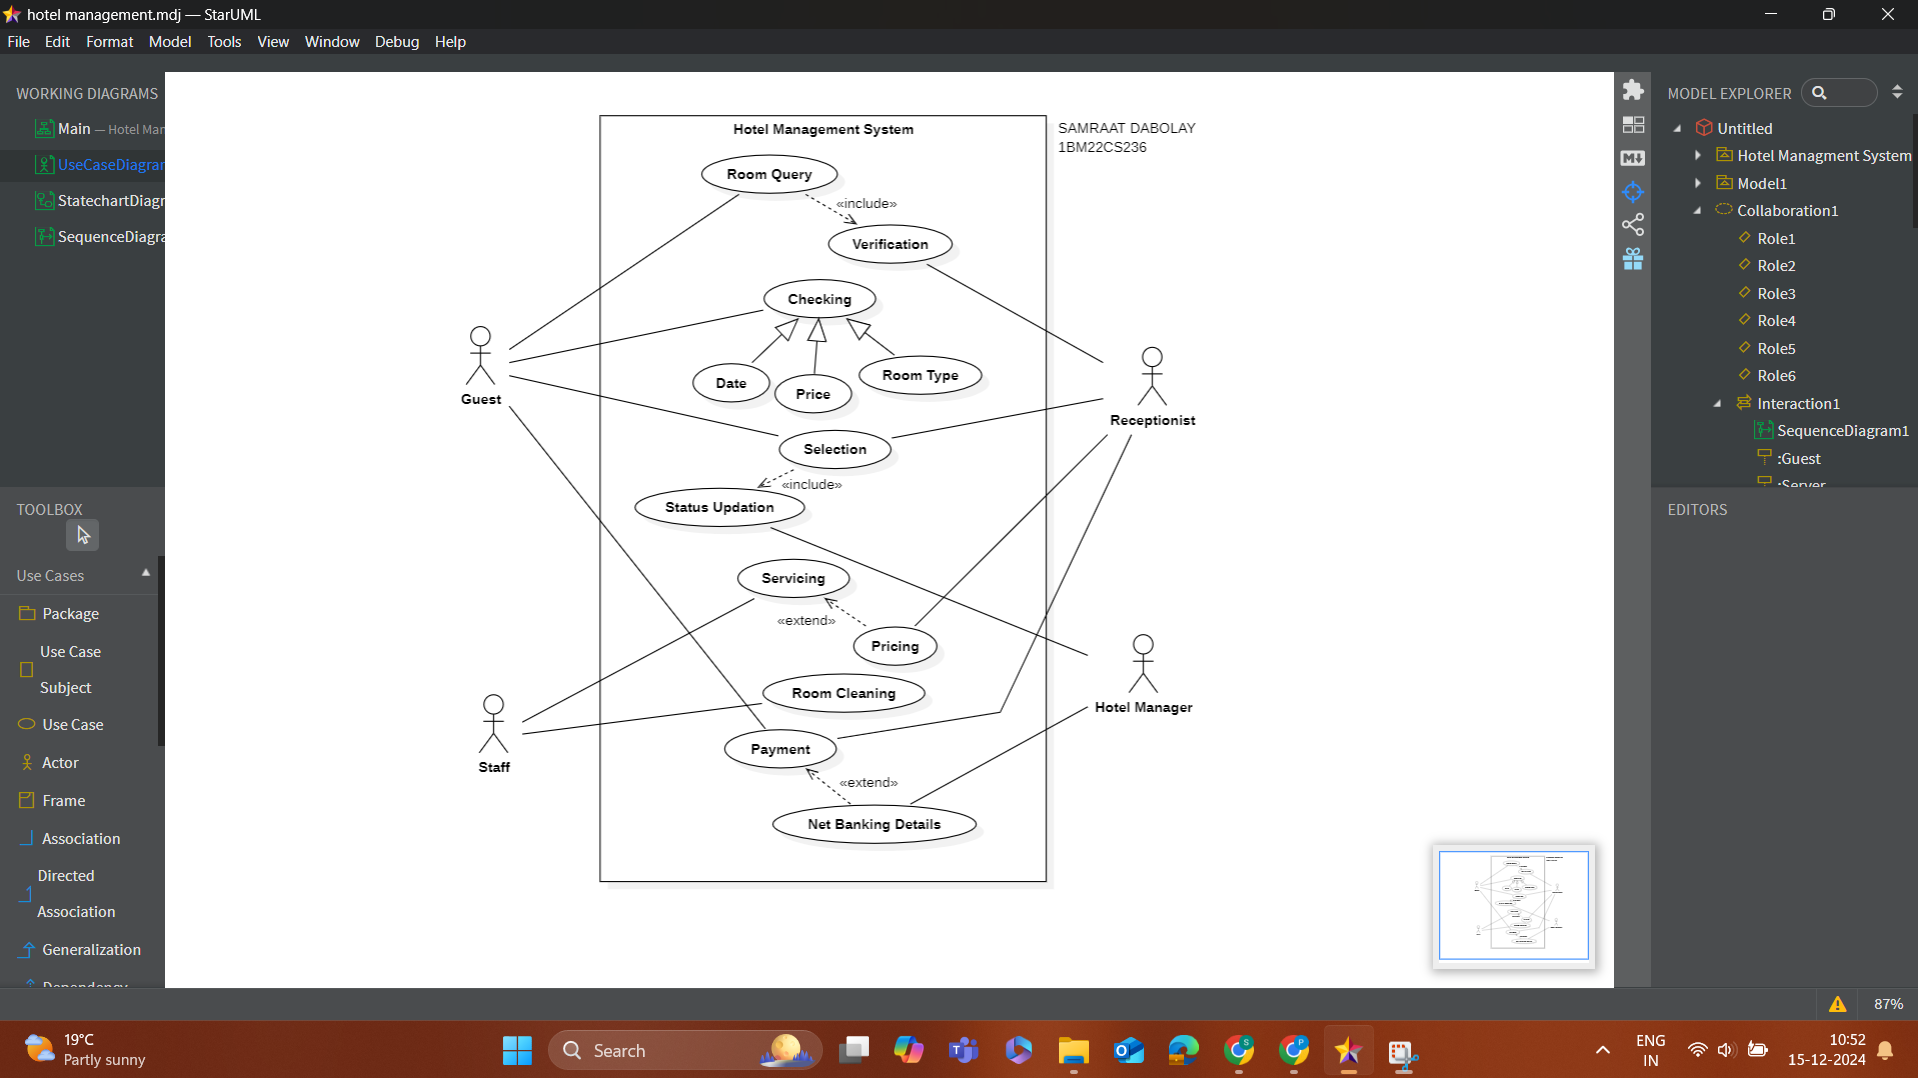 hotel management.mdj — StarUML
File Edit Format Model Tools View Window Debug Help
WORKING DIAGRAMS
Main — Hotel Man
UseCaseDiagra
StatechartDiagr
SequenceDiagra
TOOLBOX
Use Cases
Package
Use Case
Subject
Use Case
Actor
Frame
Association
Directed
Association
Generalization
Dependency
Hotel Management System
SAMRAAT DABOLAY
1BM22CS236
Room Query
«include»
Verification
Checking
Date
Price
Room Type
Guest
Receptionist
Selection
«include»
Status Updation
Servicing
«extend»
Pricing
Room Cleaning
Hotel Manager
Staff
Payment
«extend»
Net Banking Details
MODEL EXPLORER
Untitled
Hotel Managment System
Model1
Collaboration1
Role1
Role2
Role3
Role4
Role5
Role6
Interaction1
SequenceDiagram1
:Guest
:Server
EDITORS
87%
19°C
Partly sunny
Search
ENG
IN
10:52
15-12-2024